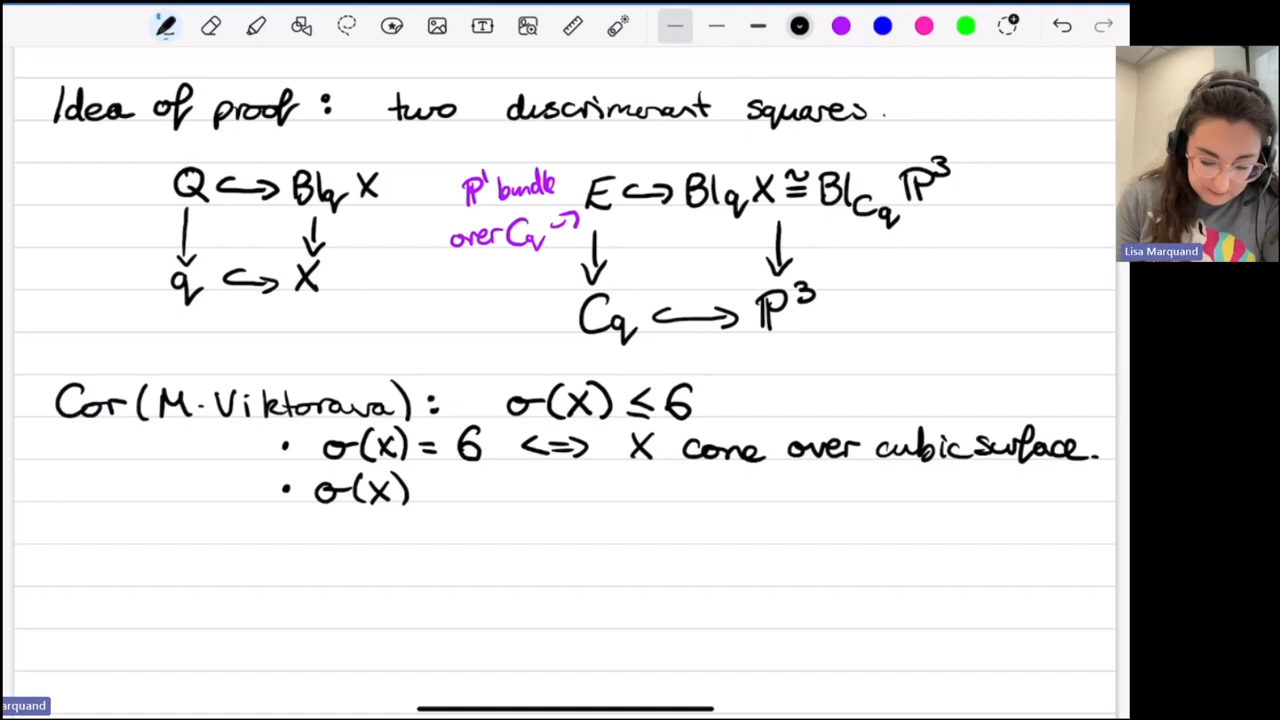 Idea of proof : two discriminant squares.
Q ↪ Bl_q X
q ↪ X
P¹ bundle over C_q → E ↪ Bl_q X ≅ Bl_{C_q} P³
C_q ↪ P³
Cor (M-Viktorova) : σ(X) ≤ 6
• σ(X) = 6 ⟺ X cone over cubic surface.
• σ(X)
Lisa Marquand
arquand